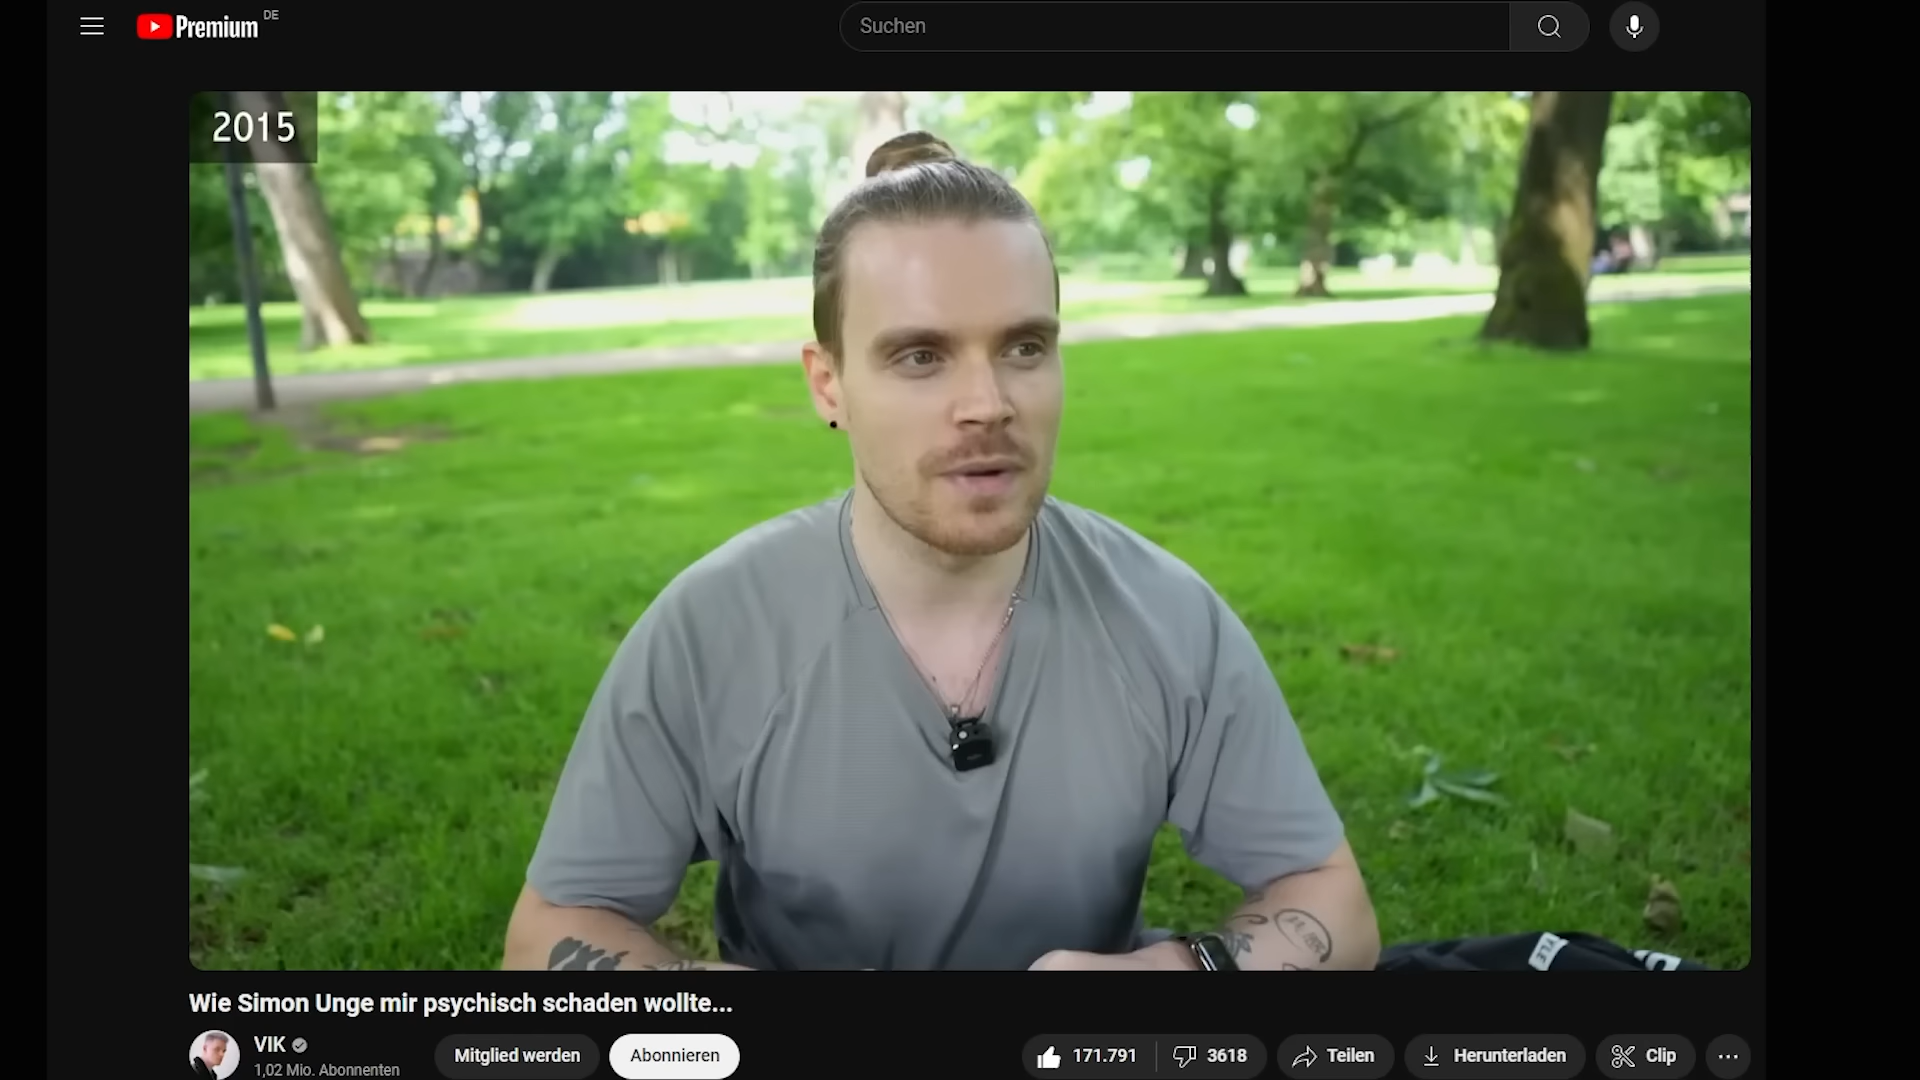 Premium DE
Suchen
2015
Wie Simon Unge mir psychisch schaden wollte...
VIK
1,02 Mio. Abonnenten
Mitglied werden
Abonnieren
171.791
3618
Teilen
Herunterladen
Clip